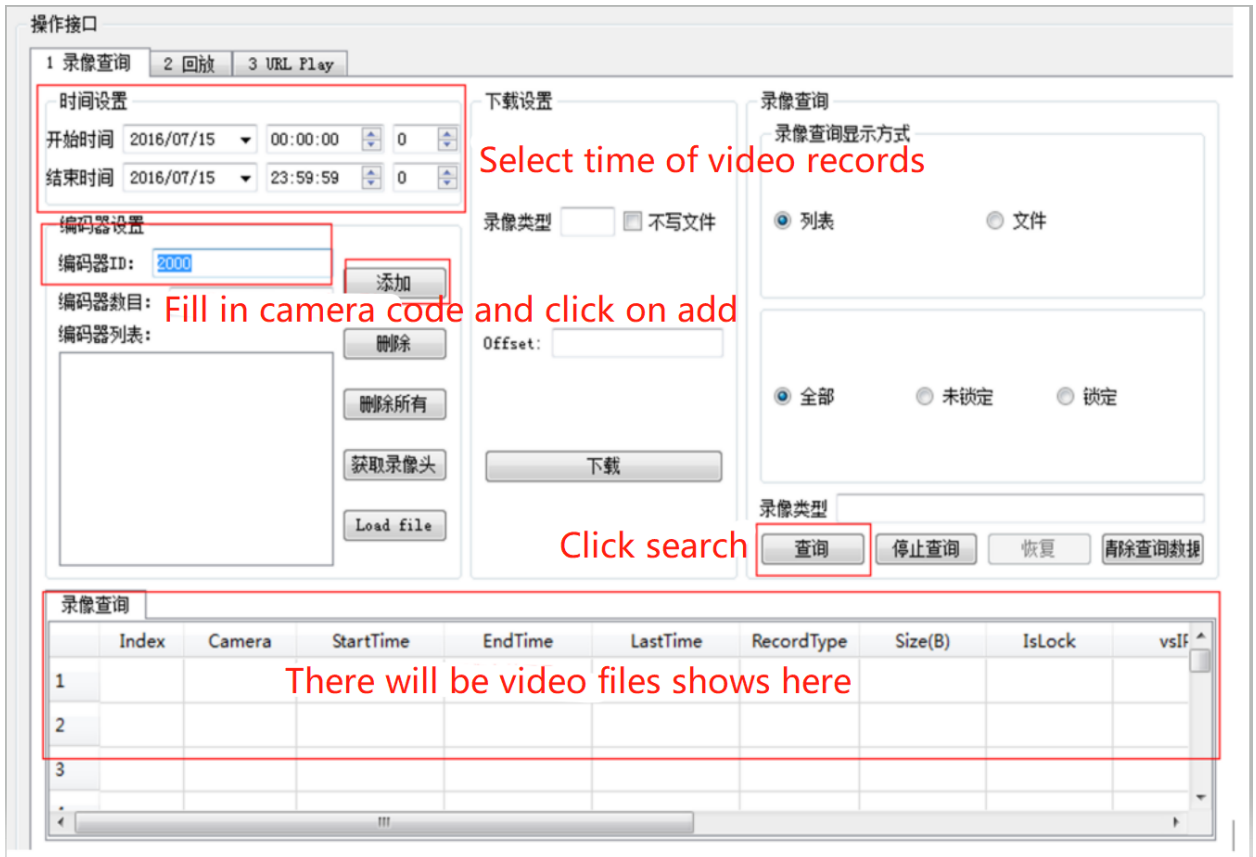 操作接口
1 录像查询 2 回放 3 URL Play
时间设置
开始时间 2016/07/15 00:00:00 0
结束时间 2016/07/15 23:59:59 0
Select time of video records
编码器设置
编码器ID: 2000
添加
Fill in camera code and click on add
编码器数目:
编码器列表:
删除
删除所有
获取录像头
Load file
下载设置
录像类型 不写文件
Offset:
下载
录像查询
录像查询显示方式
列表 文件
全部 未锁定 锁定
录像类型
Click search
查询 停止查询 恢复 青除查询数据
录像查询
Index Camera StartTime EndTime LastTime RecordType Size(B) IsLock vsIP
There will be video files shows here
1
2
3